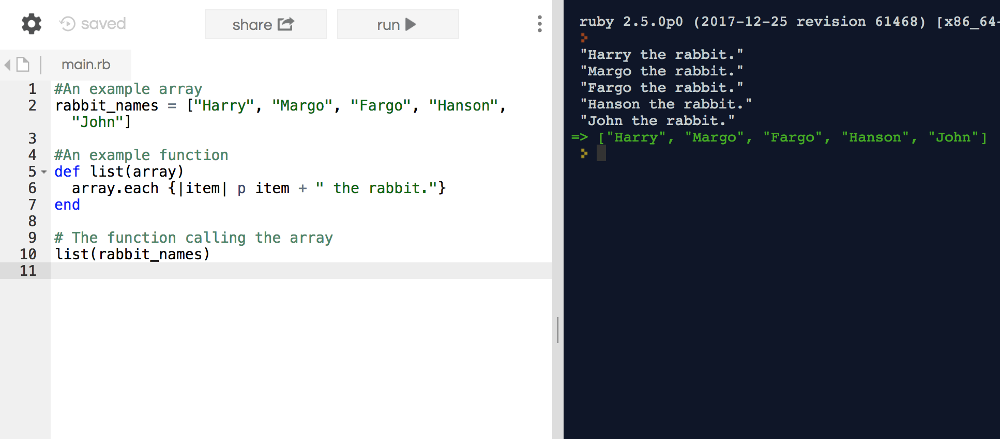 saved
share
run
main.rb
1 #An example array
2 rabbit_names = ["Harry", "Margo", "Fargo", "Hanson",
"John"]
3
4 #An example function
5 def list(array)
6 array.each {|item| p item + " the rabbit."}
7 end
8
9 # The function calling the array
10 list(rabbit_names)
11
ruby 2.5.0p0 (2017-12-25 revision 61468) [x86_64-
"Harry the rabbit."
"Margo the rabbit."
"Fargo the rabbit."
"Hanson the rabbit."
"John the rabbit."
=> ["Harry", "Margo", "Fargo", "Hanson", "John"]